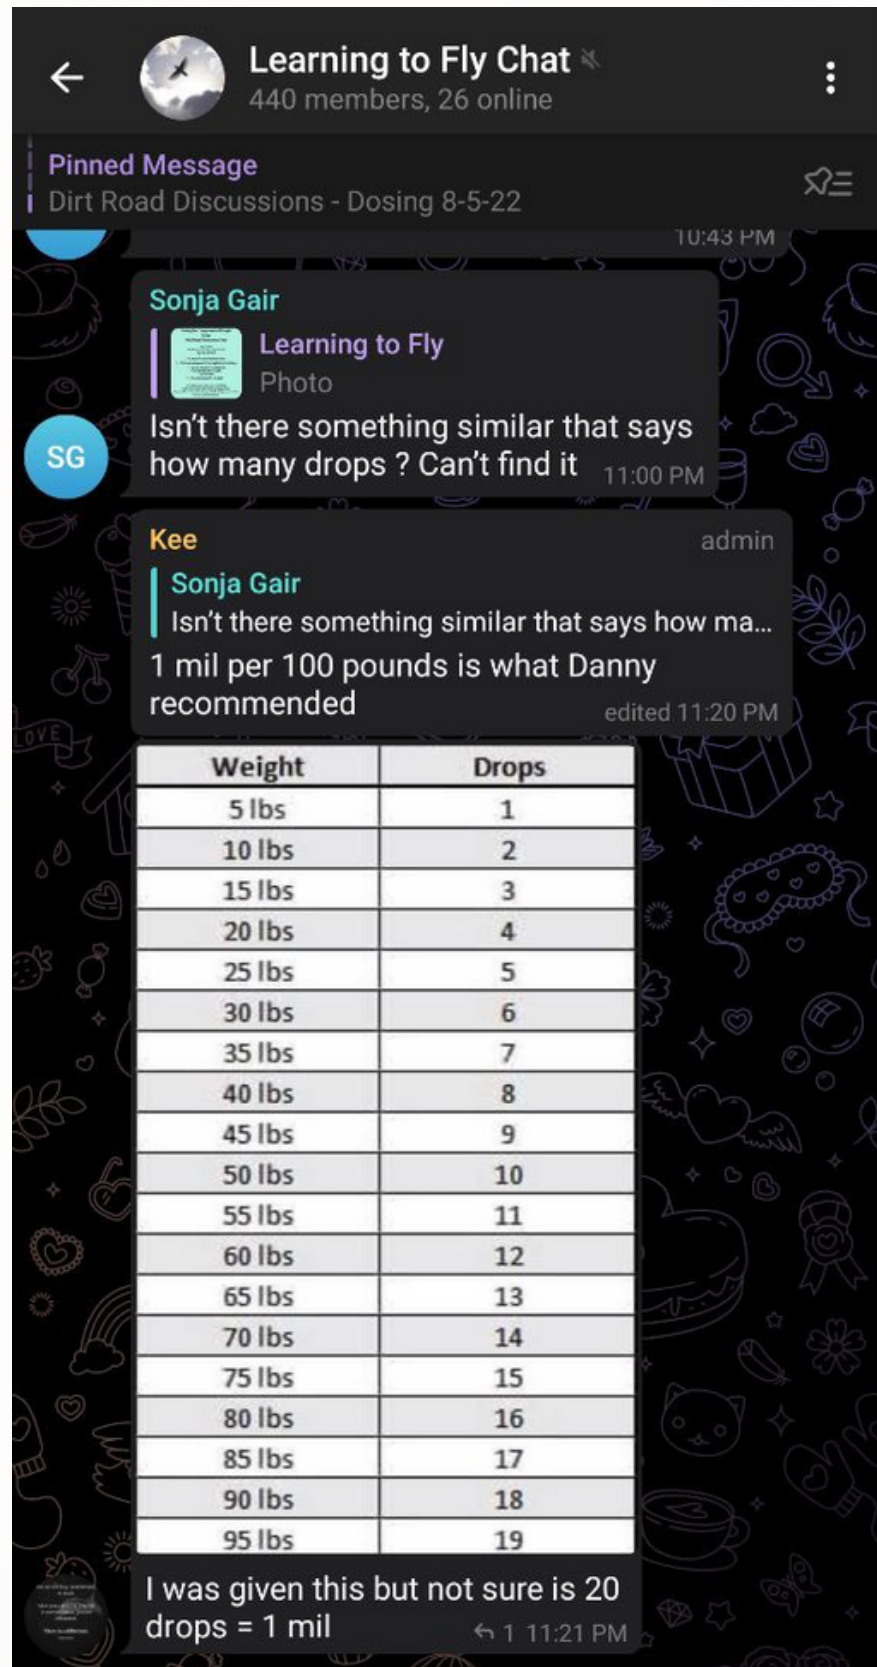 Learning to Fly Chat
440 members, 26 online
Pinned Message
Dirt Road Discussions - Dosing 8-5-22
10:43 PM
Sonja Gair
Learning to Fly
Photo
Isn't there something similar that says
how many drops ? Can't find it 11:00 PM
SG
Kee admin
Sonja Gair
Isn't there something similar that says how ma...
1 mil per 100 pounds is what Danny
recommended
edited 11:20 PM
LOVE
Weight Drops
5 lbs 1
10 lbs 2
15 lbs 3
20 lbs 4
25 lbs 5
30 lbs 6
35 lbs 7
40 lbs 8
45 lbs 9
50 lbs 10
55 lbs 11
60 lbs 12
65 lbs 13
70 lbs 14
75 lbs 15
80 lbs 16
85 lbs 17
90 lbs 18
95 lbs 19
I was given this but not sure is 20
drops = 1 mil 1 11:21 PM